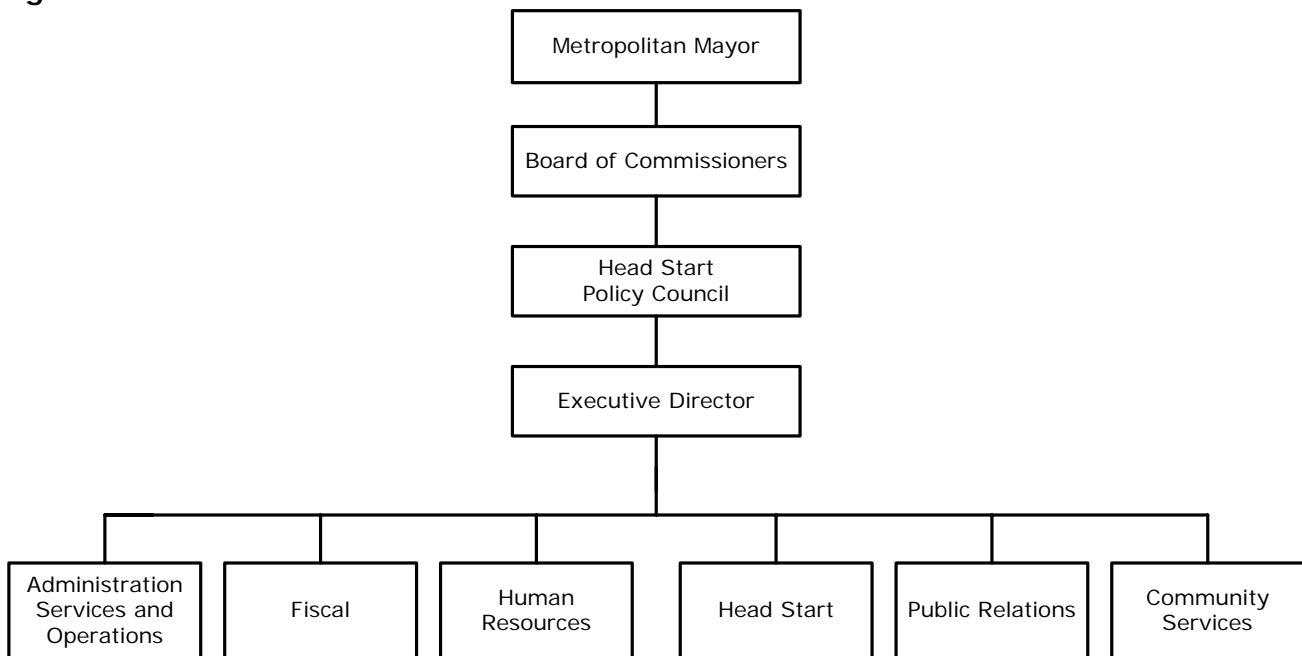 Metropolitan Mayor
Board of Commissioners
Head Start
Policy Council
Executive Director
Administration
Services and
Operations
Fiscal
Human
Resources
Head Start
Public Relations
Community
Services